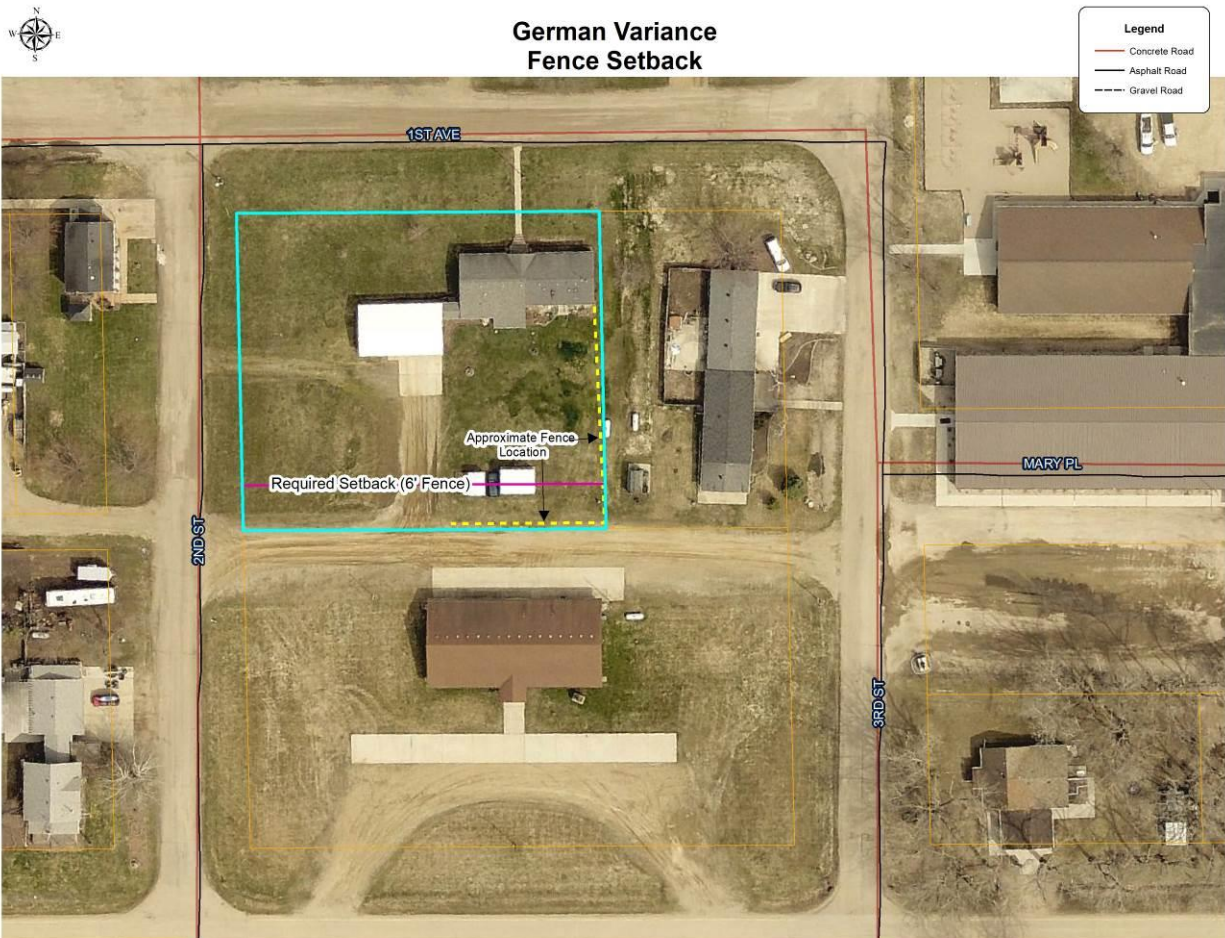 N
W E
S
German Variance
Fence Setback
Legend
Concrete Road
Asphalt Road
Gravel Road
1ST AVE
Approximate Fence
Location
MARY PL
Required Setback (6' Fence)
2ND ST
3RD ST